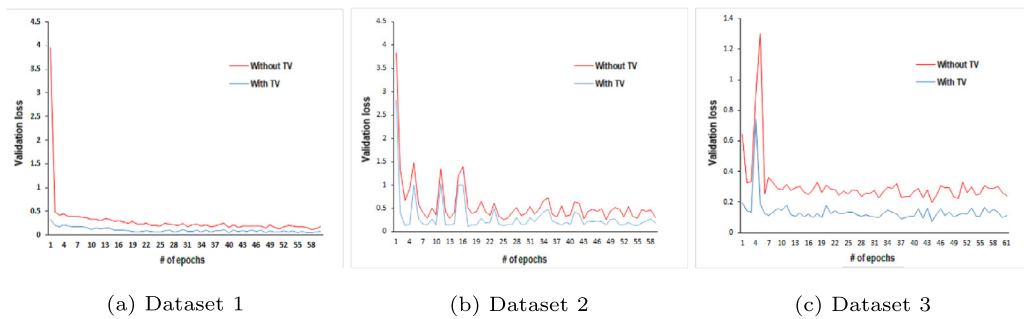 4.5
4
3.5
3
2.5
2
1.5
1
0.5
0
Validation loss
Without TV
With TV
1 4 7 10 13 16 19 22 25 28 31 34 37 40 43 46 49 52 55 58
# of epochs
(a) Dataset 1
4.5
4
3.5
3
2.5
2
1.5
1
0.5
0
Validation loss
Without TV
With TV
1 4 7 10 13 16 19 22 25 28 31 34 37 40 43 46 49 52 55 58
# of epochs
(b) Dataset 2
1.4
1.2
1
0.8
0.6
0.4
0.2
0
Validation loss
Without TV
With TV
1 4 7 10 13 16 19 22 25 28 31 34 37 40 43 46 49 52 55 58 61
# of epochs
(c) Dataset 3